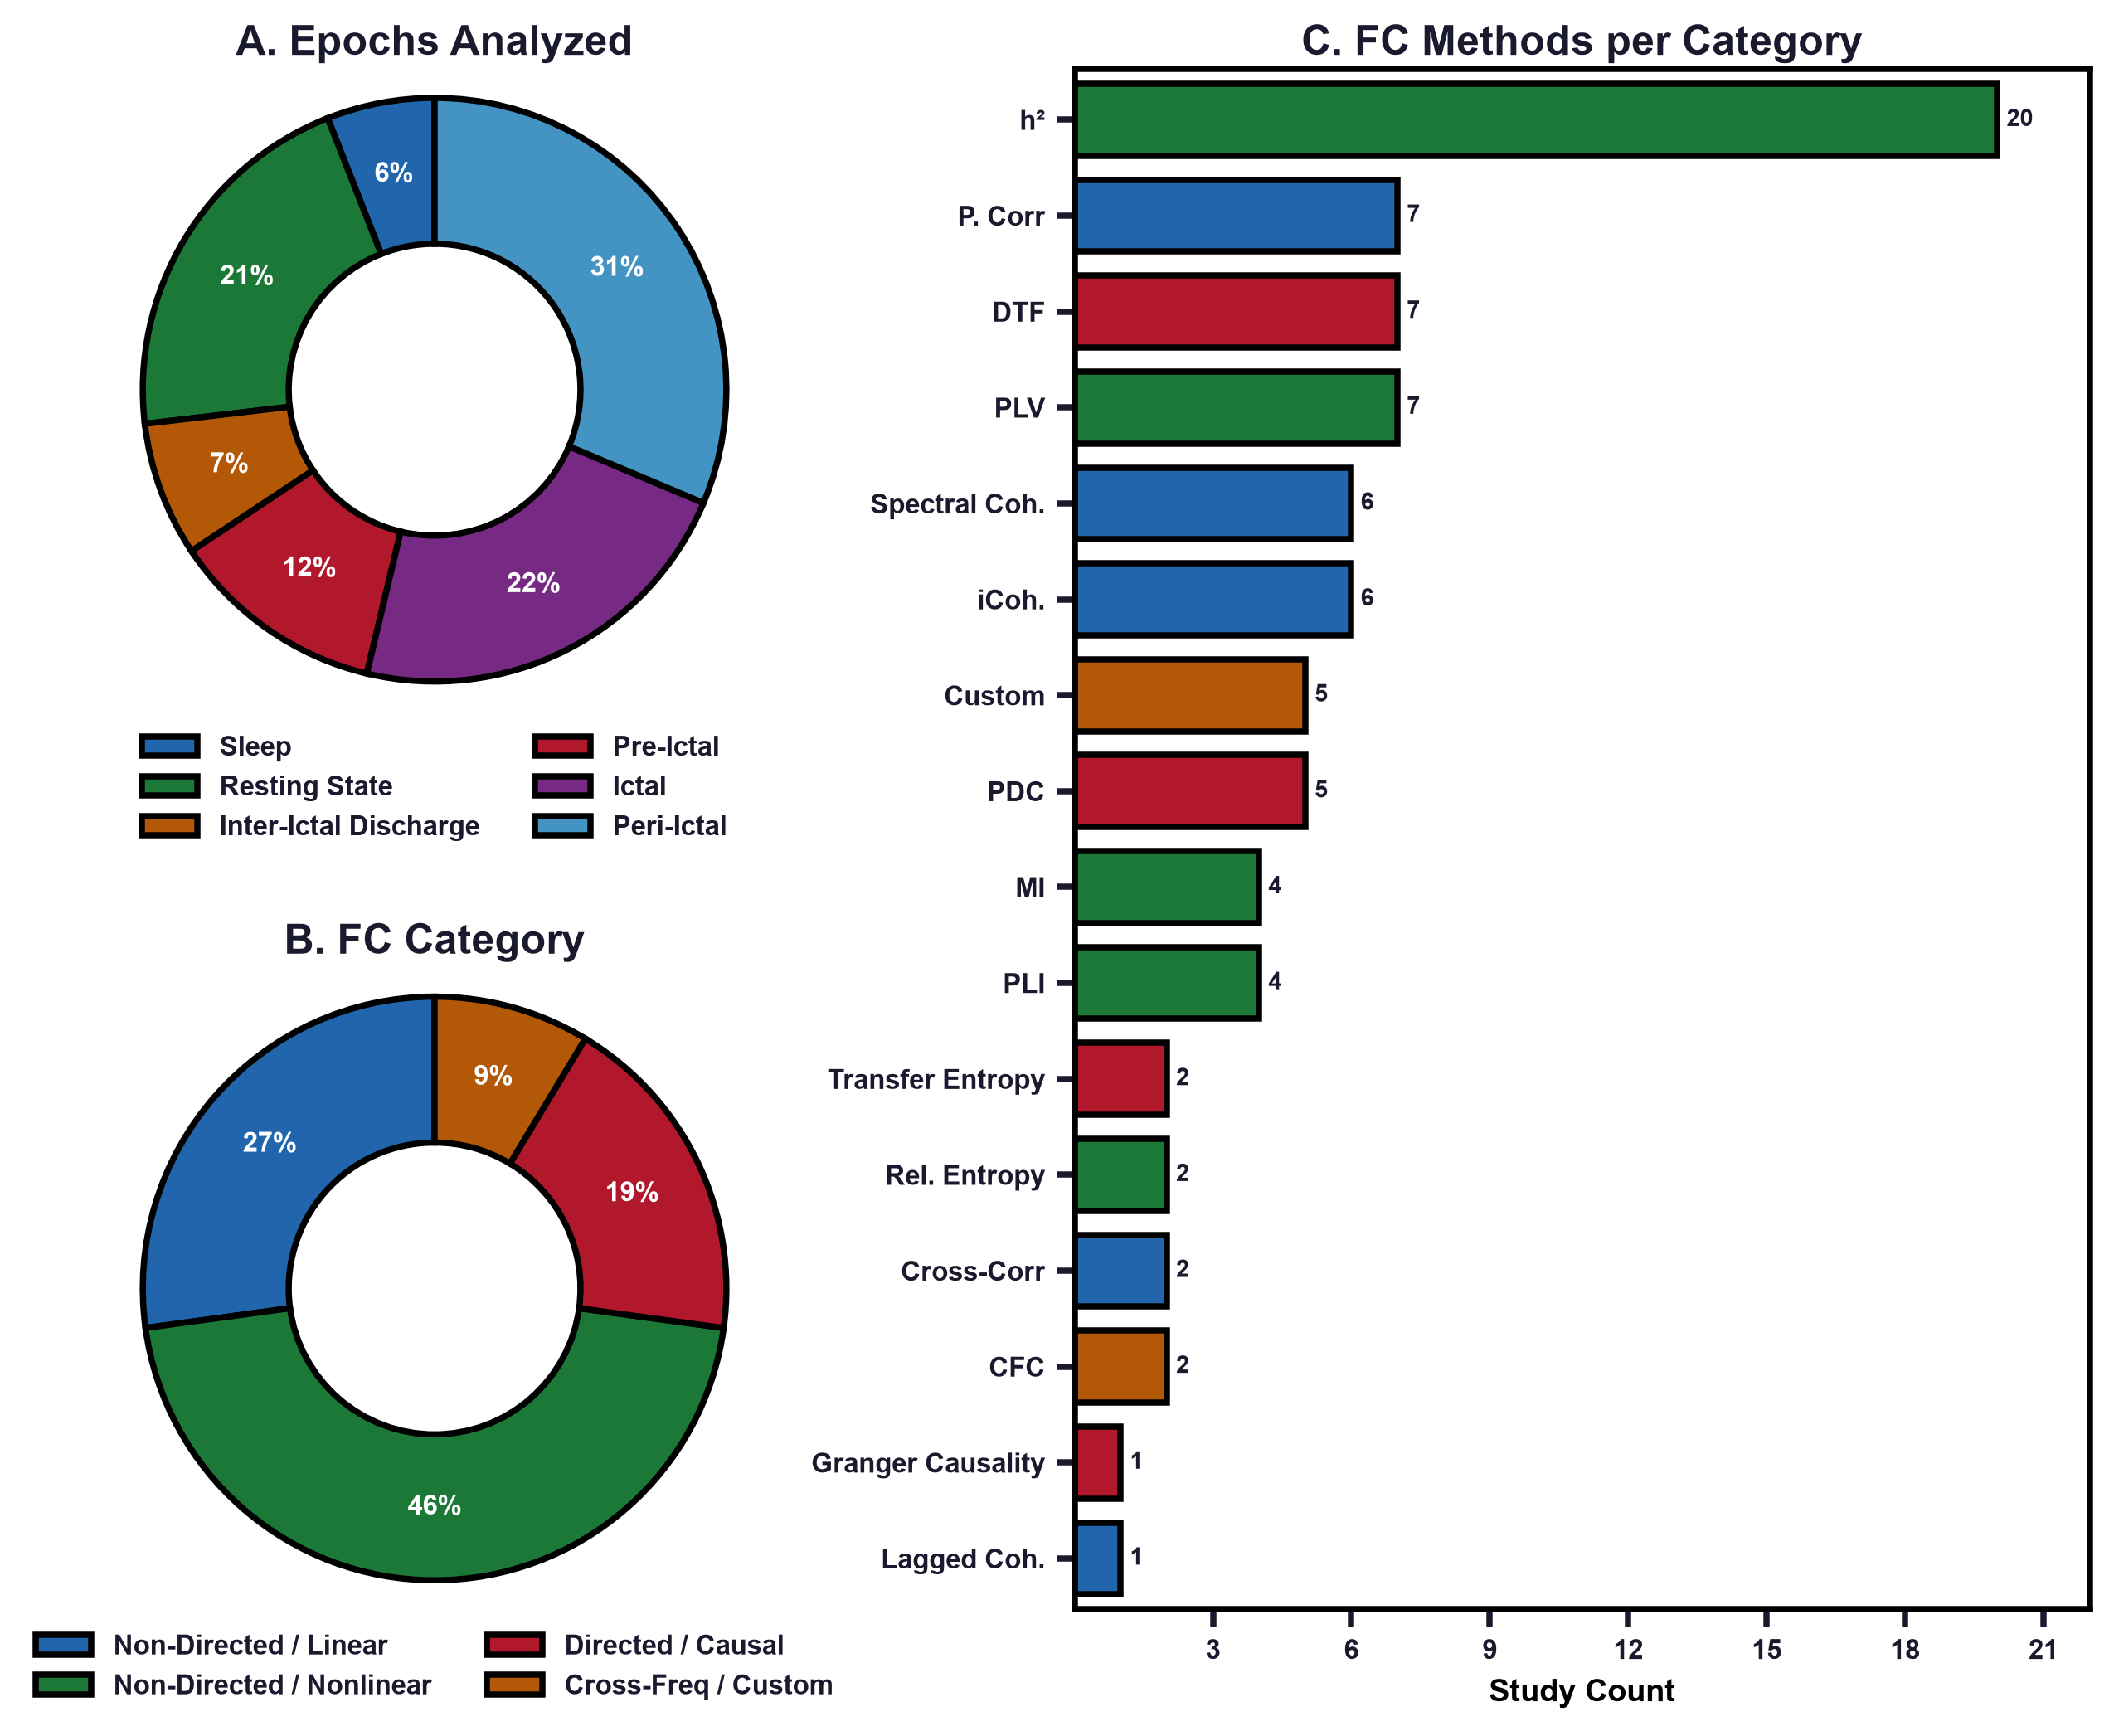 A. Epochs Analyzed
6%
31%
21%
7%
12%
22%
Sleep
Resting State
Inter-Ictal Discharge
Pre-Ictal
Ictal
Peri-Ictal
B. FC Category
9%
27%
19%
46%
Non-Directed / Linear
Non-Directed / Nonlinear
Directed / Causal
Cross-Freq / Custom
C. FC Methods per Category
h² 20
P. Corr 7
DTF 7
PLV 7
Spectral Coh. 6
iCoh. 6
Custom 5
PDC 5
MI 4
PLI 4
Transfer Entropy 2
Rel. Entropy 2
Cross-Corr 2
CFC 2
Granger Causality 1
Lagged Coh. 1
3 6 9 12 15 18 21
Study Count